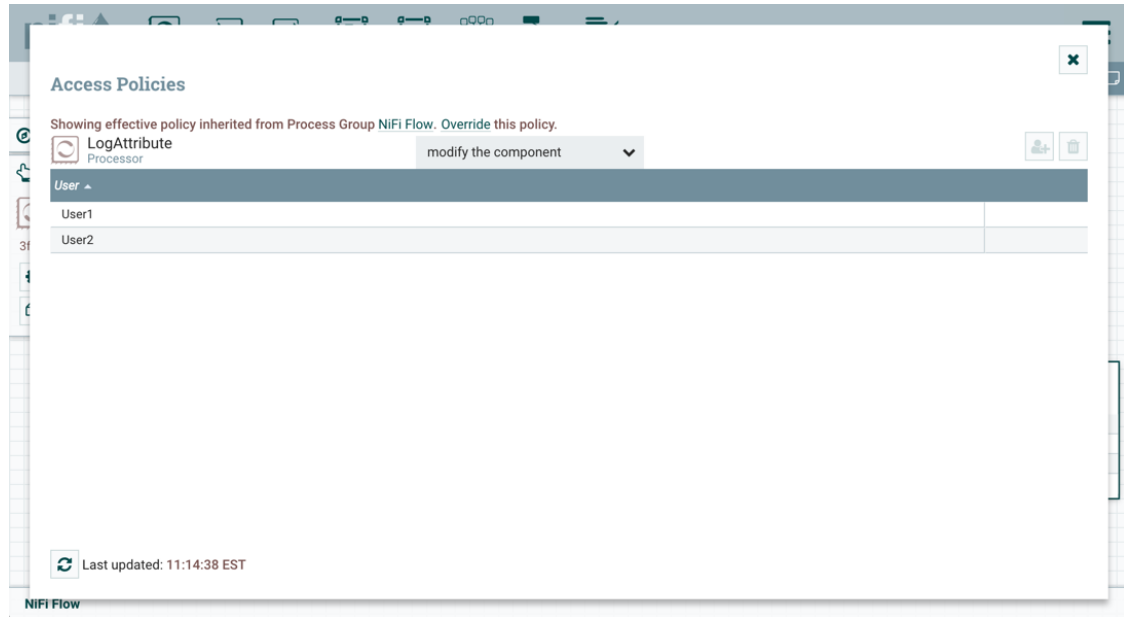 Access Policies
Showing effective policy inherited from Process Group NiFi Flow. Override this policy.
LogAttribute
Processor
modify the component
User
User1
User2
3f
Last updated: 11:14:38 EST
NiFi Flow